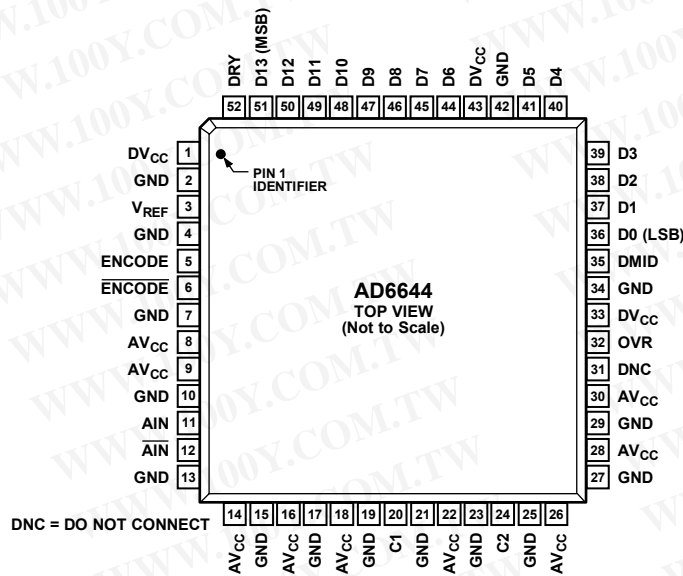 DRY D13 (MSB) D12 D11 D10 D9 D8 D7 D6 DVCC GND D5 D4
52 51 50 49 48 47 46 45 44 43 42 41 40
DVCC 1
GND 2
VREF 3
GND 4
ENCODE 5
ENCODE 6
GND 7
AVCC 8
AVCC 9
GND 10
AIN 11
AIN 12
GND 13
PIN 1
IDENTIFIER
AD6644
TOP VIEW
(Not to Scale)
39 D3
38 D2
37 D1
36 D0 (LSB)
35 DMID
34 GND
33 DVCC
32 OVR
31 DNC
30 AVCC
29 GND
28 AVCC
27 GND
14 15 16 17 18 19 20 21 22 23 24 25 26
AVCC GND AVCC GND AVCC GND C1 GND AVCC GND C2 GND AVCC
DNC = DO NOT CONNECT
WWW.100Y.COM.TW